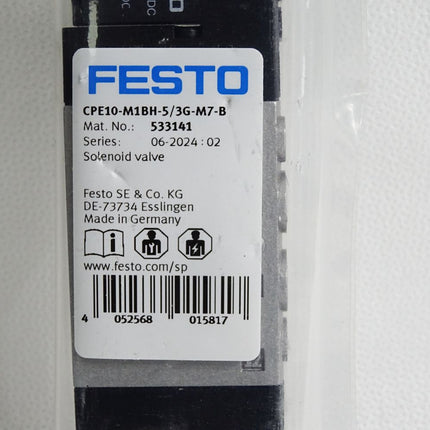 DC
FESTO
CPE10-M1BH-5/3G-M7-B
Mat. No.: 533141
Series: 06-2024 : 02
Solenoid valve
Festo SE & Co. KG
DE-73734 Esslingen
Made in Germany
www.festo.com/sp
4 052568 015817